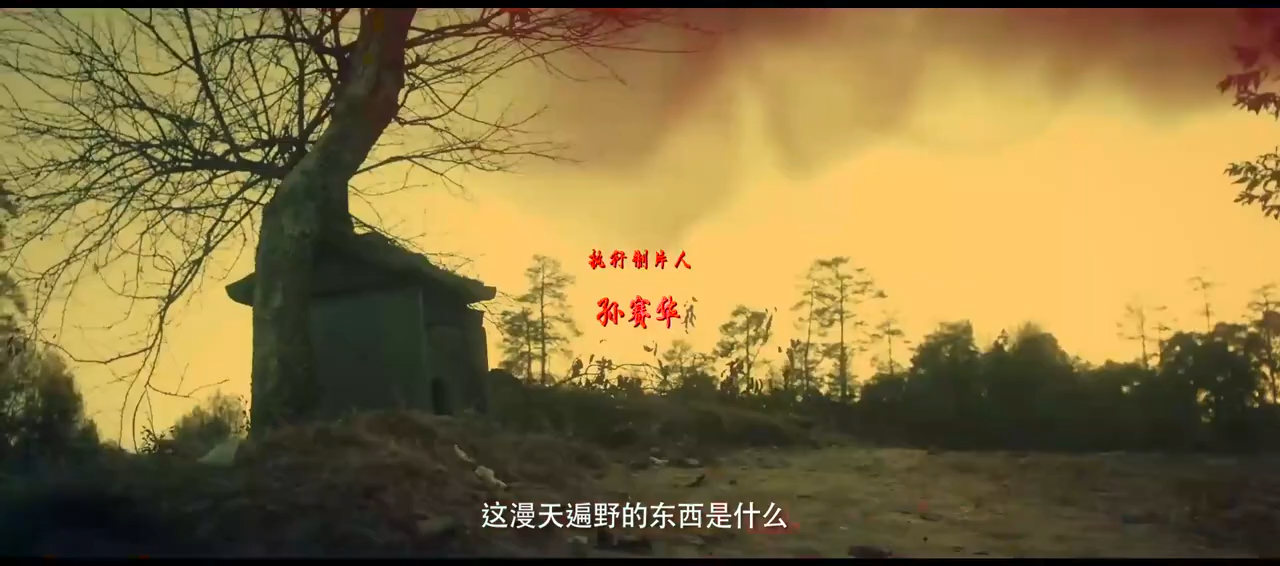 执行制片人
孙赛华
这漫天遍野的东西是什么